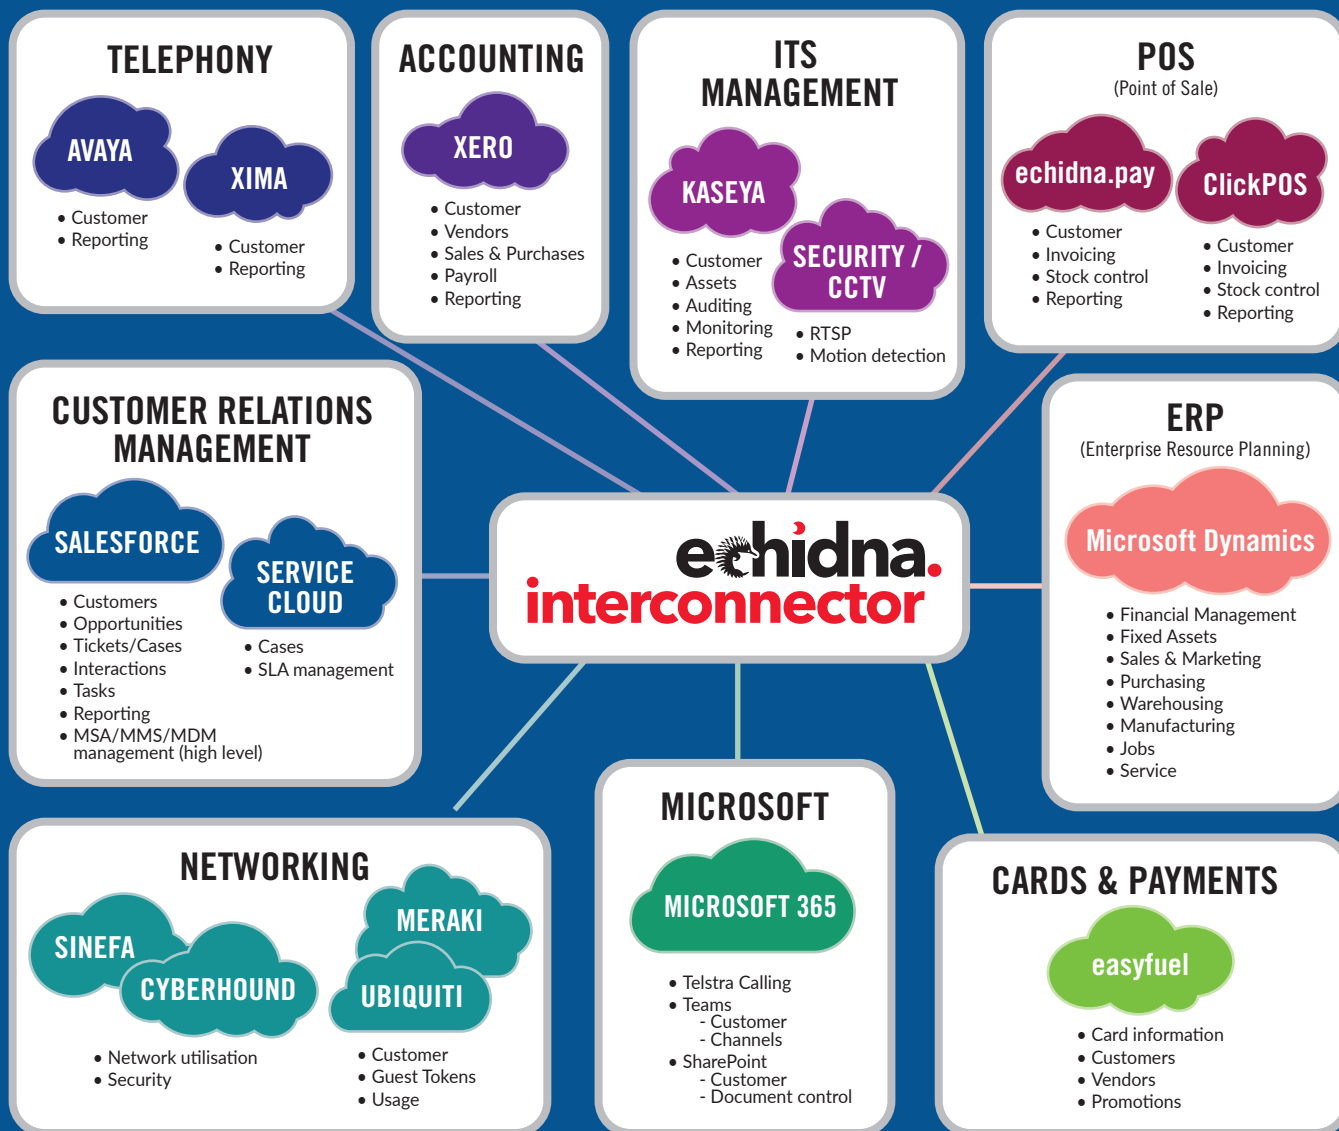 TELEPHONY
AVAYA
• Customer
• Reporting
XIMA
• Customer
• Reporting
ACCOUNTING
XERO
• Customer
• Vendors
• Sales & Purchases
• Payroll
• Reporting
ITS
MANAGEMENT
KASEYA
• Customer
• Assets
• Auditing
• Monitoring
• Reporting
SECURITY /
CCTV
• RTSP
• Motion detection
POS
(Point of Sale)
echidna.pay
• Customer
• Invoicing
• Stock control
• Reporting
ClickPOS
• Customer
• Invoicing
• Stock control
• Reporting
CUSTOMER RELATIONS
MANAGEMENT
SALESFORCE
• Customers
• Opportunities
• Tickets/Cases
• Interactions
• Tasks
• Reporting
• MSA/MMS/MDM
management (high level)
SERVICE
CLOUD
• Cases
• SLA management
echidna.
interconnector
ERP
(Enterprise Resource Planning)
Microsoft Dynamics
• Financial Management
• Fixed Assets
• Sales & Marketing
• Purchasing
• Warehousing
• Manufacturing
• Jobs
• Service
NETWORKING
SINEFA
CYBERHOUND
• Network utilisation
• Security
MERAKI
UBIQUITI
• Customer
• Guest Tokens
• Usage
MICROSOFT
MICROSOFT 365
• Telstra Calling
• Teams
- Customer
- Channels
• SharePoint
- Customer
- Document control
CARDS & PAYMENTS
easyfuel
• Card information
• Customers
• Vendors
• Promotions